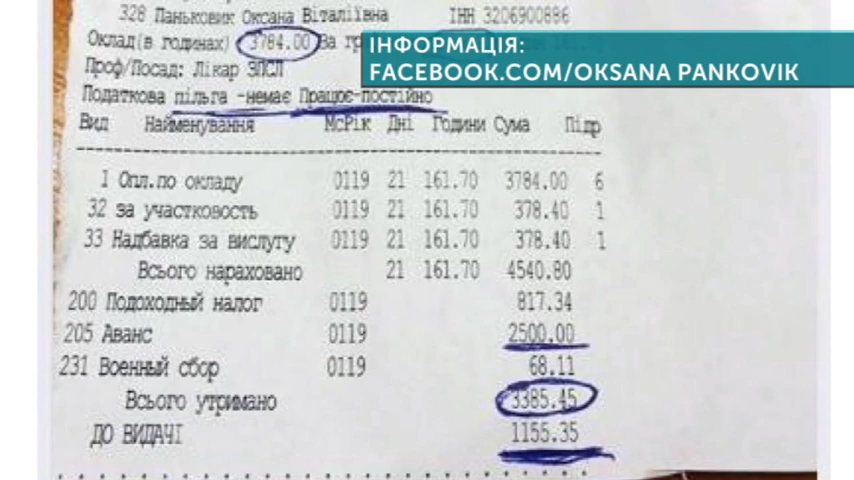 328 Паньковик Оксана Віталіївна ІНН 3206900886
Оклад(в годинах) 3784.00 За
ІНФОРМАЦІЯ:
FACEBOOK.COM/OKSANA PANKOVIK
Проф/Посад: Лікар ЗПСЛ
Податкова пільга -немає Працює-постійно
Вид Найменування МсРік Дні Години Сума Підр
1 Опл.по окладу 0119 21 161.70 3784.00 6
32 за участковость 0119 21 161.70 378.40 1
33 Надбавка за вислугу 0119 21 161.70 378.40 1
Всього нараховано 21 161.70 4540.80
200 Подоходный налог 0119 817.34
205 Аванс 0119 2500.00
231 Военный сбор 0119 68.11
Всього утримано 3385.45
ДО ВИДАЧІ 1155.35